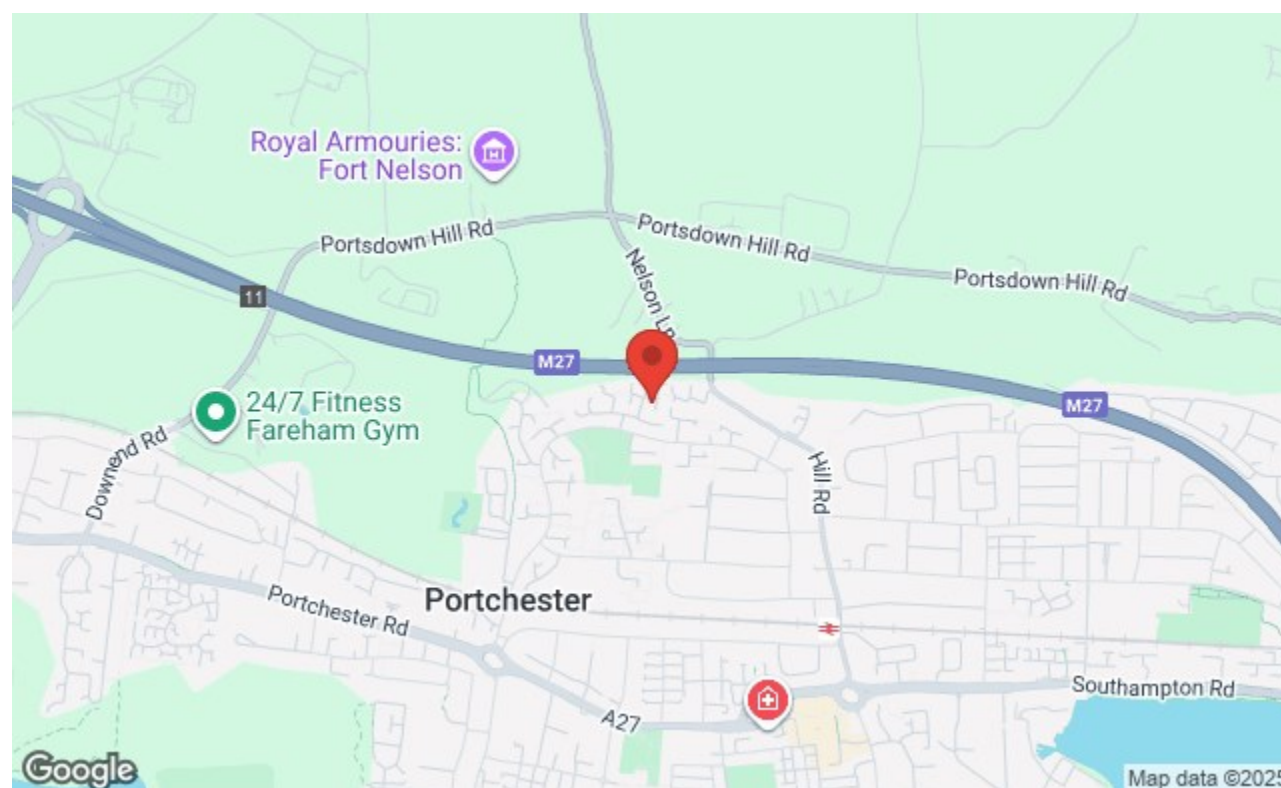 Royal Armouries:
Fort Nelson
Portsdown Hill Rd
Portsdown Hill Rd
Portsdown Hill Rd
Nelson Ln
11
M27
M27
24/7 Fitness
Fareham Gym
Downend Rd
Hill Rd
Portchester
Portchester Rd
Southampton Rd
A27
Google
Map data ©2025